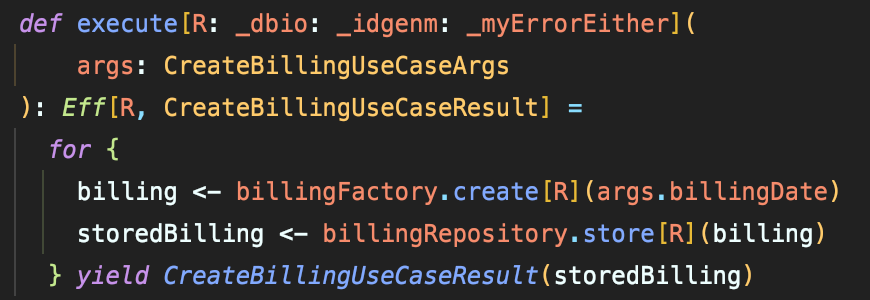 def execute[R: _dbio: _idgenm: _myErrorEither](
    args: CreateBillingUseCaseArgs
): Eff[R, CreateBillingUseCaseResult] =
  for {
    billing <- billingFactory.create[R](args.billingDate)
    storedBilling <- billingRepository.store[R](billing)
  } yield CreateBillingUseCaseResult(storedBilling)